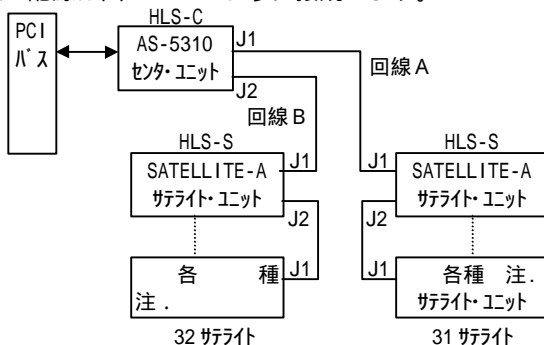 PCI
ﾊﾞｽ
HLS-C
AS-5310
ｾﾝﾀ･ﾕﾆｯﾄ
J1
J2
回線A
回線B
HLS-S
SATELLITE-A
ｻﾃﾗｲﾄ･ﾕﾆｯﾄ
J1
J2
各 種
注.
J1
32 ｻﾃﾗｲﾄ
HLS-S
J1
SATELLITE-A
ｻﾃﾗｲﾄ･ﾕﾆｯﾄ
J2
J1
各種 注.
ｻﾃﾗｲﾄ･ﾕﾆｯﾄ
31 ｻﾃﾗｲﾄ